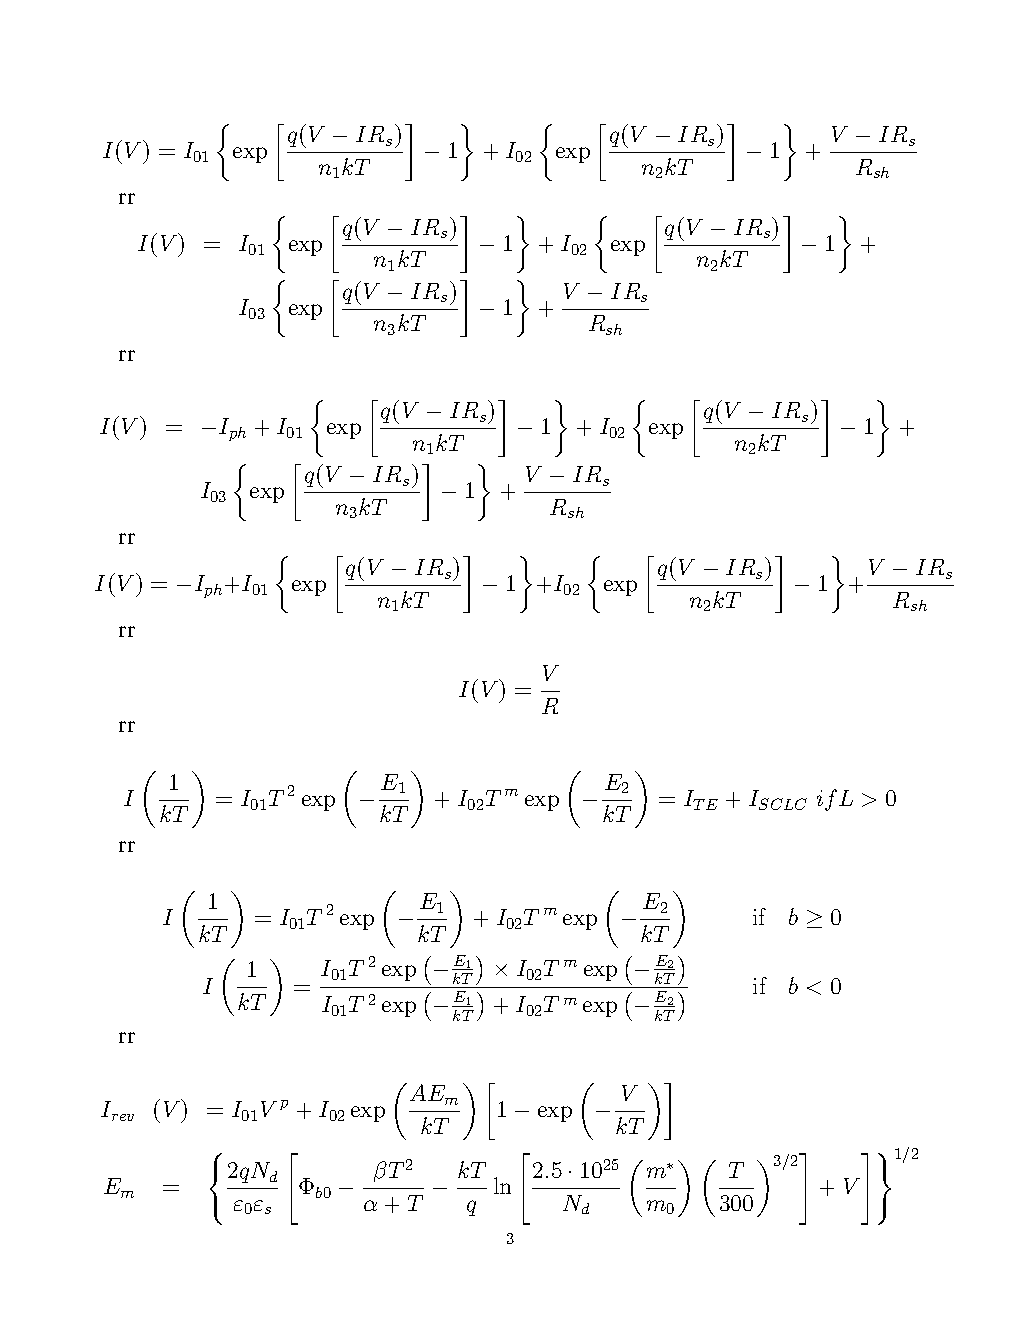 I(V) = I_{01} \left\{ \exp \left[ \frac{q(V - IR_s)}{n_1 kT} \right] - 1 \right\} + I_{02} \left\{ \exp \left[ \frac{q(V - IR_s)}{n_2 kT} \right] - 1 \right\} + \frac{V - IR_s}{R_{sh}}
rr
I(V) = I_{01} \left\{ \exp \left[ \frac{q(V - IR_s)}{n_1 kT} \right] - 1 \right\} + I_{02} \left\{ \exp \left[ \frac{q(V - IR_s)}{n_2 kT} \right] - 1 \right\} +
I_{03} \left\{ \exp \left[ \frac{q(V - IR_s)}{n_3 kT} \right] - 1 \right\} + \frac{V - IR_s}{R_{sh}}
rr
I(V) = -I_{ph} + I_{01} \left\{ \exp \left[ \frac{q(V - IR_s)}{n_1 kT} \right] - 1 \right\} + I_{02} \left\{ \exp \left[ \frac{q(V - IR_s)}{n_2 kT} \right] - 1 \right\} +
I_{03} \left\{ \exp \left[ \frac{q(V - IR_s)}{n_3 kT} \right] - 1 \right\} + \frac{V - IR_s}{R_{sh}}
rr
I(V) = -I_{ph} + I_{01} \left\{ \exp \left[ \frac{q(V - IR_s)}{n_1 kT} \right] - 1 \right\} + I_{02} \left\{ \exp \left[ \frac{q(V - IR_s)}{n_2 kT} \right] - 1 \right\} + \frac{V - IR_s}{R_{sh}}
rr
I(V) = \frac{V}{R}
rr
I \left( \frac{1}{kT} \right) = I_{01} T^2 \exp \left( -\frac{E_1}{kT} \right) + I_{02} T^m \exp \left( -\frac{E_2}{kT} \right) = I_{TE} + I_{SCLC} \ if L > 0
rr
I \left( \frac{1}{kT} \right) = I_{01} T^2 \exp \left( -\frac{E_1}{kT} \right) + I_{02} T^m \exp \left( -\frac{E_2}{kT} \right) if b \geq 0
I \left( \frac{1}{kT} \right) = \frac{I_{01} T^2 \exp \left( -\frac{E_1}{kT} \right) \times I_{02} T^m \exp \left( -\frac{E_2}{kT} \right)}{I_{01} T^2 \exp \left( -\frac{E_1}{kT} \right) + I_{02} T^m \exp \left( -\frac{E_2}{kT} \right)} if b < 0
rr
I_{rev} (V) = I_{01} V^p + I_{02} \exp \left( \frac{AE_m}{kT} \right) \left[ 1 - \exp \left( -\frac{V}{kT} \right) \right]
E_m = \left\{ \frac{2qN_d}{\varepsilon_0 \varepsilon_s} \left[ \Phi_{b0} - \frac{\beta T^2}{\alpha + T} - \frac{kT}{q} \ln \left[ \frac{2.5 \cdot 10^{25}}{N_d} \left( \frac{m^*}{m_0} \right) \left( \frac{T}{300} \right)^{3/2} \right] + V \right] \right\}^{1/2}
3